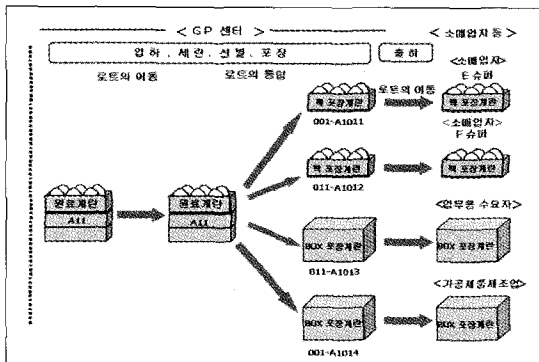 < GP 센터 >
< 소매업자 등 >
입하, 세란, 선별, 포장
출하
로트의 이동
로트의 통합
로트의 이동
<소매업자>
E슈퍼
팩 포장계란
팩 포장계란
001-A1011
<소매업자>
F슈퍼
팩 포장계란
팩 포장계란
011-A1012
원료계란
원료계란
A11
A11
<업무용 수요자>
BOX 포장계란
BOX 포장계란
011-A1013
<가공제품제조업>
BOX 포장계란
BOX 포장계란
001-A1014